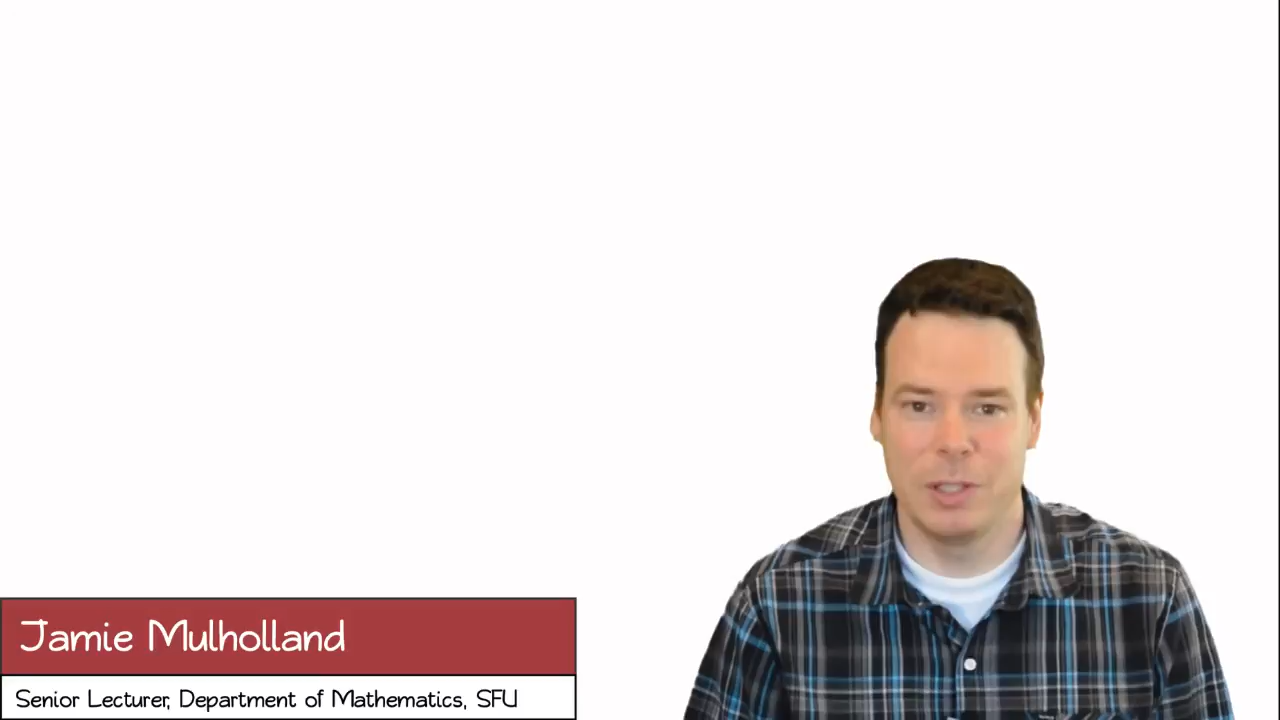 Jamie Mulholland
Senior Lecturer, Department of Mathematics, SFU